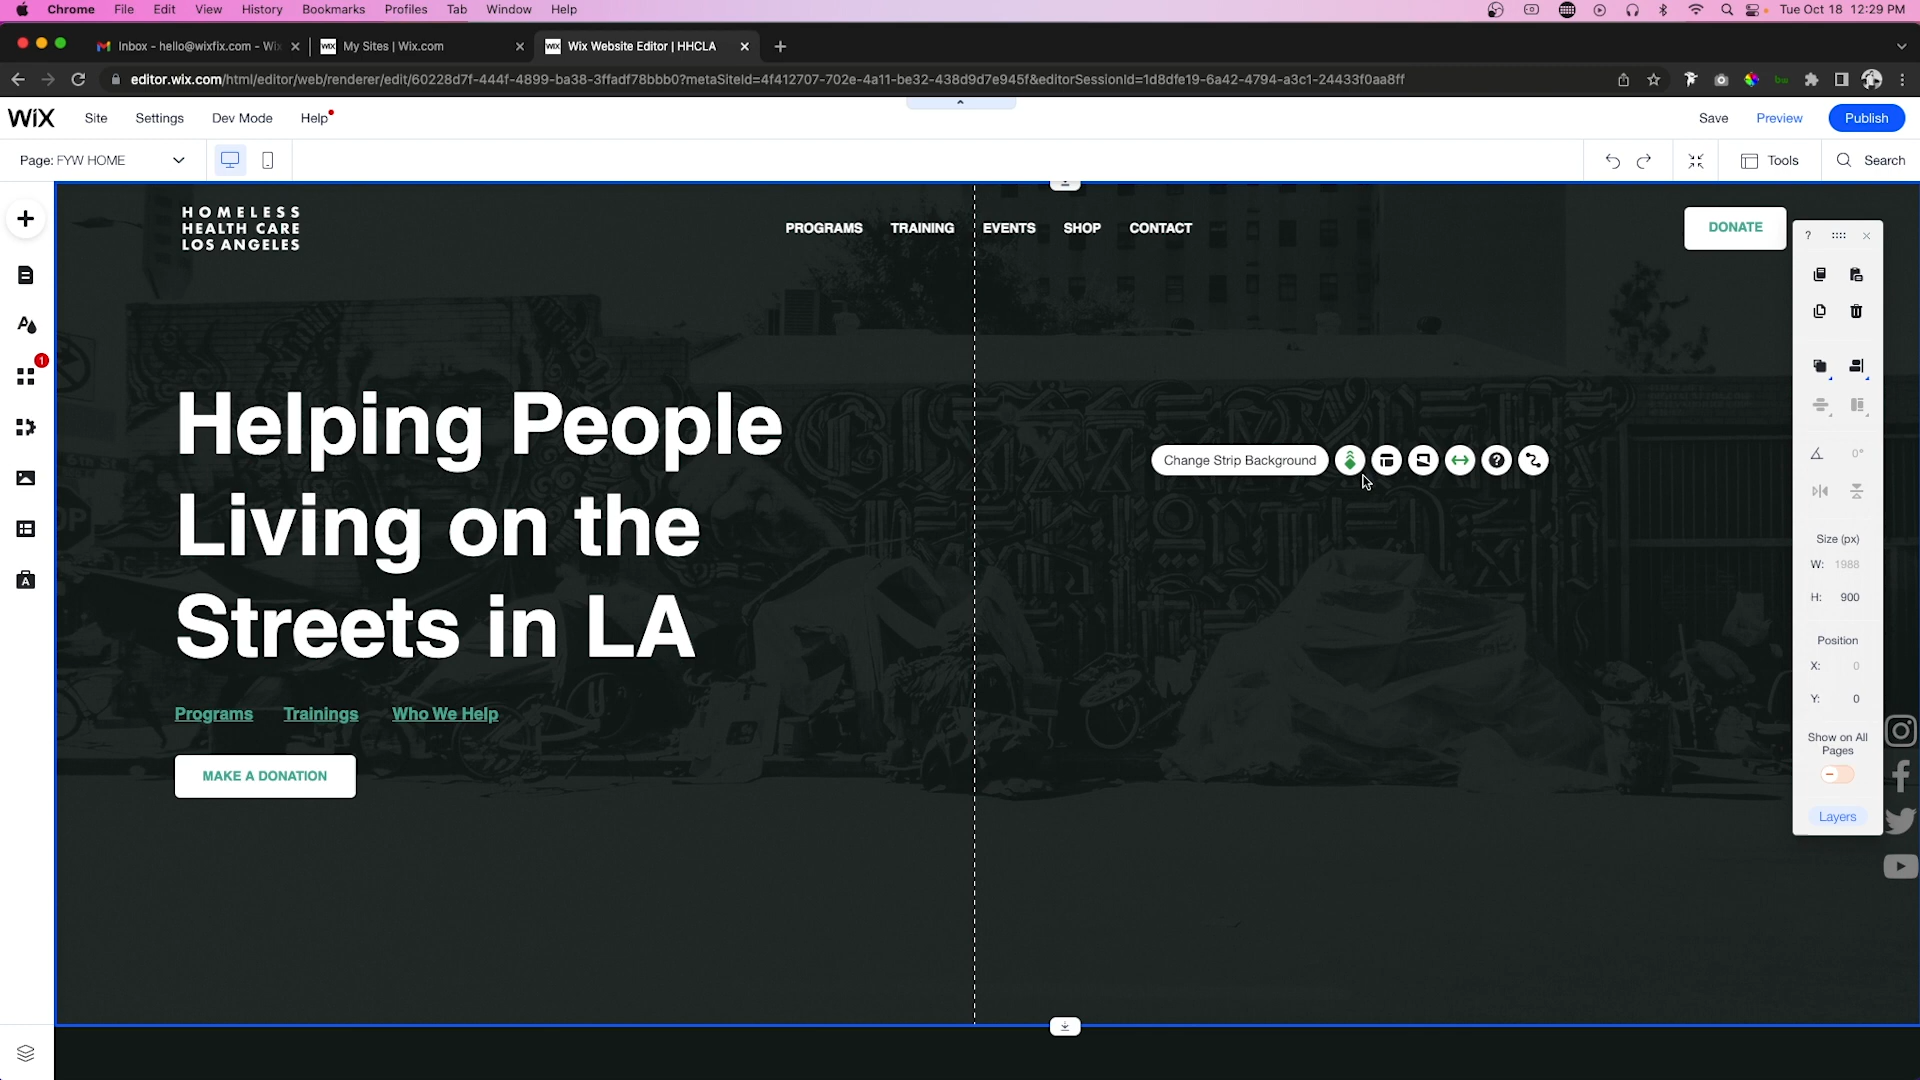 Chrome File Edit View History Bookmarks Profiles Tab Window Help Tue Oct 18 12:29 PM
Inbox - hello@wixfix.com - Wix
My Sites | Wix.com
Wix Website Editor | HHCLA
editor.wix.com/html/editor/web/renderer/edit/60228d7f-444f-4899-ba38-3ffadf78bbb0?metaSiteId=4f412707-702e-4a11-be32-438d9d7e945f&editorSessionId=1d8dfe19-6a42-4794-a3c1-24433f0aa8ff
WiX Site Settings Dev Mode Help Save Preview Publish
Page: FYW HOME Tools Search
HOMELESS
HEALTH CARE
LOS ANGELES
PROGRAMS TRAINING EVENTS SHOP CONTACT
DONATE
Helping People
Living on the
Streets in LA
Change Strip Background
Programs Trainings Who We Help
MAKE A DONATION
1
?
0°
Size (px)
W: 1988
H: 900
Position
X: 0
Y: 0
Show on All
Pages
Layers